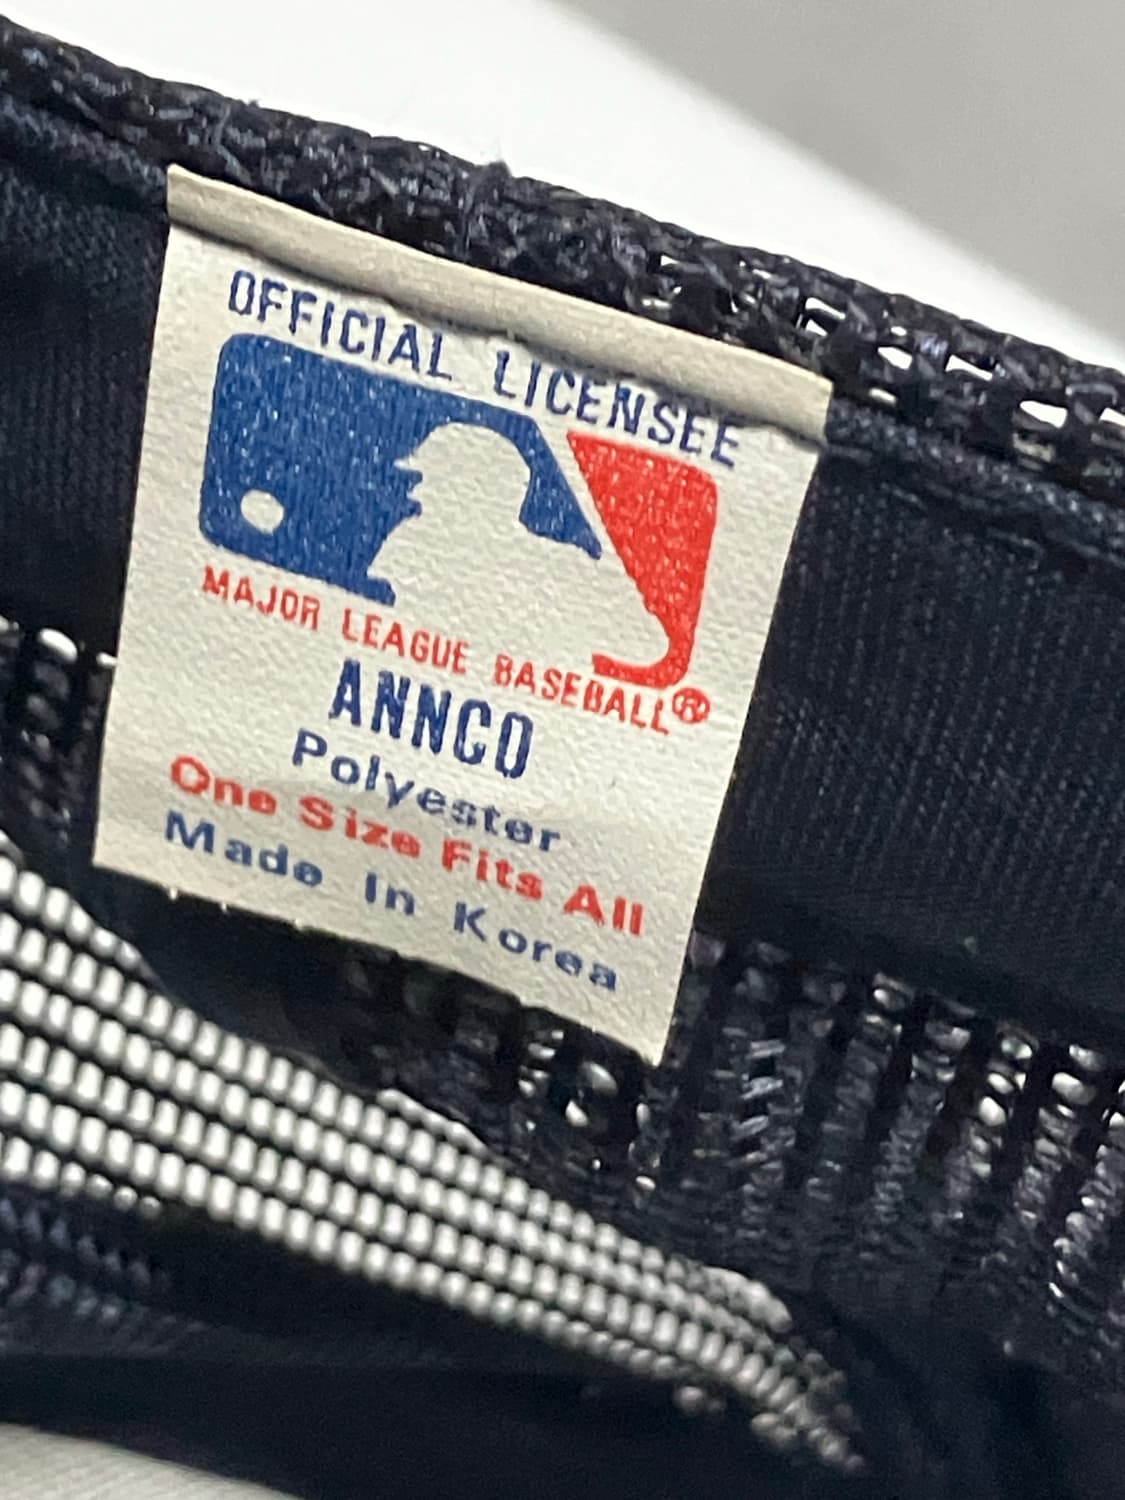 OFFICIAL LICENSEE
MAJOR LEAGUE BASEBALL®
ANNCO
Polyester
One Size Fits All
Made In Korea